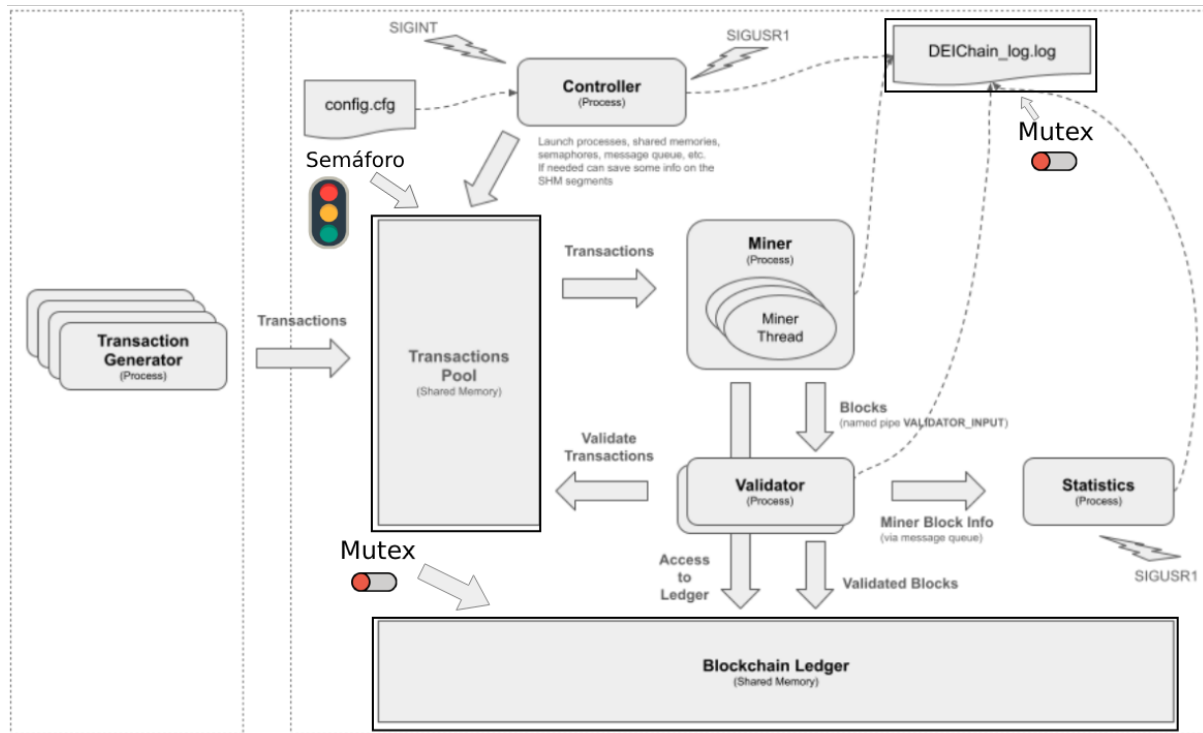 SIGINT
SIGUSR1
DEIChain_log.log
Controller
(Process)
config.cfg
Mutex
Launch processes, shared memories,
semaphores, message queue, etc.
If needed can save some info on the
SHM segments
Semáforo
Transactions
Miner
(Process)
Miner
Thread
Transactions
Transaction
Generator
(Process)
Transactions
Pool
(Shared Memory)
Blocks
(named pipe VALIDATOR_INPUT)
Validate
Transactions
Validator
(Process)
Statistics
(Process)
Miner Block Info
(via message queue)
Mutex
Access
to
Ledger
Validated Blocks
SIGUSR1
Blockchain Ledger
(Shared Memory)